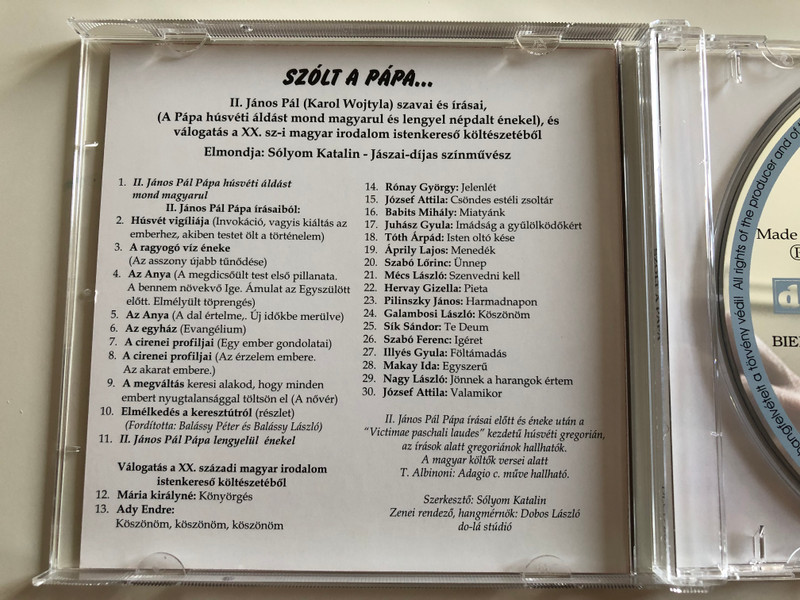 SZÓLT A PÁPA...
II. János Pál (Karol Wojtyla) szavai és írásai,
(A Pápa húsvéti áldást mond magyarul és lengyel népdalt énekel), és
válogatás a XX. sz-i magyar irodalom istenkereső költészetéből
Elmondja: Sólyom Katalin - Jászai-díjas színművész
1. II. János Pál Pápa húsvéti áldást
mond magyarul
II. János Pál Pápa írásaiból:
2. Húsvét vigíliája (Invokáció, vagyis kiáltás az
emberhez, akiben testet ölt a történelem)
3. A ragyogó víz éneke
(Az asszony újabb tűnődése)
4. Az Anya (A megdicsőült test első pillanata.
A bennem növekvő Ige. Ámulat az Egyszülött
előtt. Elmélyült töprengés)
5. Az Anya (A dal értelme,. Új időkbe merülve)
6. Az egyház (Evangélium)
7. A cirenei profiljai (Egy ember gondolatai)
8. A cirenei profiljai (Az érzelem embere.
Az akarat embere.)
9. A megváltás keresi alakod, hogy minden
embert nyugtalansággal töltsön el (A nővér)
10. Elmélkedés a keresztútról (részlet)
(Fordította: Balássy Péter és Balássy László)
11. II. János Pál Pápa lengyelül énekel
Válogatás a XX. századi magyar irodalom
istenkereső költészetéből
12. Mária királyné: Könyörgés
13. Ady Endre:
Köszönöm, köszönöm, köszönöm
14. Rónay György: Jelenlét
15. József Attila: Csöndes estéli zsoltár
16. Babits Mihály: Miatyánk
17. Juhász Gyula: Imádság a gyűlölködőkért
18. Tóth Árpád: Isten oltó kése
19. Áprily Lajos: Menedék
20. Szabó Lőrinc: Ünnep
21. Mécs László: Szenvedni kell
22. Hervay Gizella: Pieta
23. Pilinszky János: Harmadnapon
24. Galambosi László: Köszönöm
25. Sík Sándor: Te Deum
26. Szabó Ferenc: Igéret
27. Illyés Gyula: Föltámadás
28. Makay Ida: Egyszerű
29. Nagy László: Jönnek a harangok értem
30. József Attila: Valamikor
II. János Pál Pápa írásai előtt és éneke után a
"Victimae paschali laudes" kezdetű húsvéti gregorián,
az írások alatt gregoriánok hallhatók.
A magyar költők versei alatt
T. Albinoni: Adagio c. műve hallható.
Szerkesztő: Sólyom Katalin
Zenei rendező, hangmérnök: Dobos László
do-lá stúdió
hangfelvételt a törvény védi! All rights of the producer and of
Made
BIE